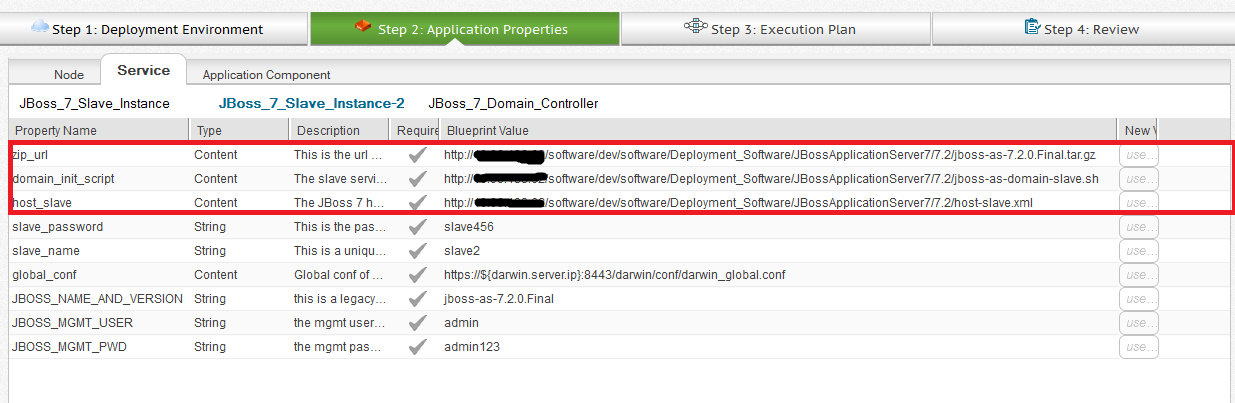 Step 1: Deployment Environment Step 2: Application Properties Step 3: Execution Plan Step 4: Review
Node Service Application Component
JBoss_7_Slave_Instance JBoss_7_Slave_Instance-2 JBoss_7_Domain_Controller
Property Name Type Description Require Blueprint Value New V
zip_url Content This is the url ... http:// /software/dev/software/Deployment_Software/JBossApplicationServer7/7.2/jboss-as-7.2.0.Final.tar.gz use...
domain_init_script Content The slave servi... http:// /software/dev/software/Deployment_Software/JBossApplicationServer7/7.2/jboss-as-domain-slave.sh use...
host_slave Content The JBoss 7 h... http:// /software/dev/software/Deployment_Software/JBossApplicationServer7/7.2/host-slave.xml use...
slave_password String This is the pas... slave456 use...
slave_name String This is a uniqu... slave2 use...
global_conf Content Global conf of ... https://${darwin.server.ip}:8443/darwin/conf/darwin_global.conf use...
JBOSS_NAME_AND_VERSION String this is a legacy... jboss-as-7.2.0.Final use...
JBOSS_MGMT_USER String the mgmt user... admin use...
JBOSS_MGMT_PWD String the mgmt pas... admin123 use...